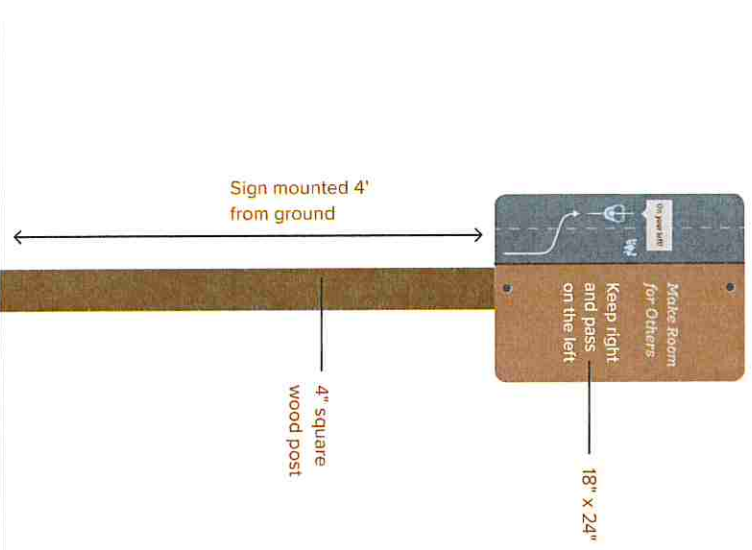 Sign mounted 4'
from ground
On your left!
Make Room
for Others
Keep right
and pass
on the left
4" square
wood post
18" x 24"